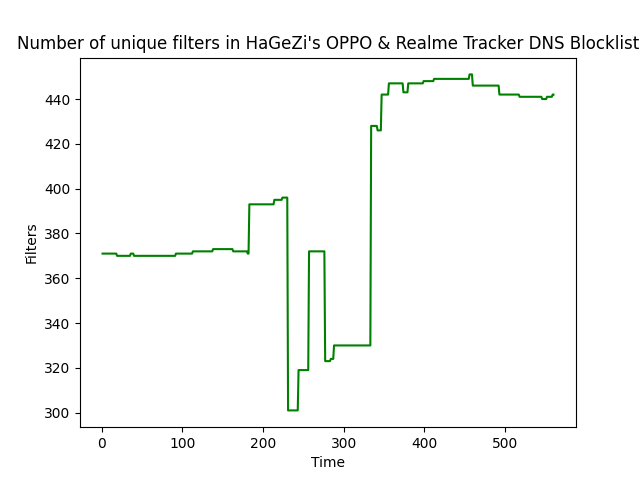 Number of unique filters in HaGeZi's OPPO & Realme Tracker DNS Blocklist
440
420
400
380
360
340
320
300
Filters
0 100 200 300 400 500
Time